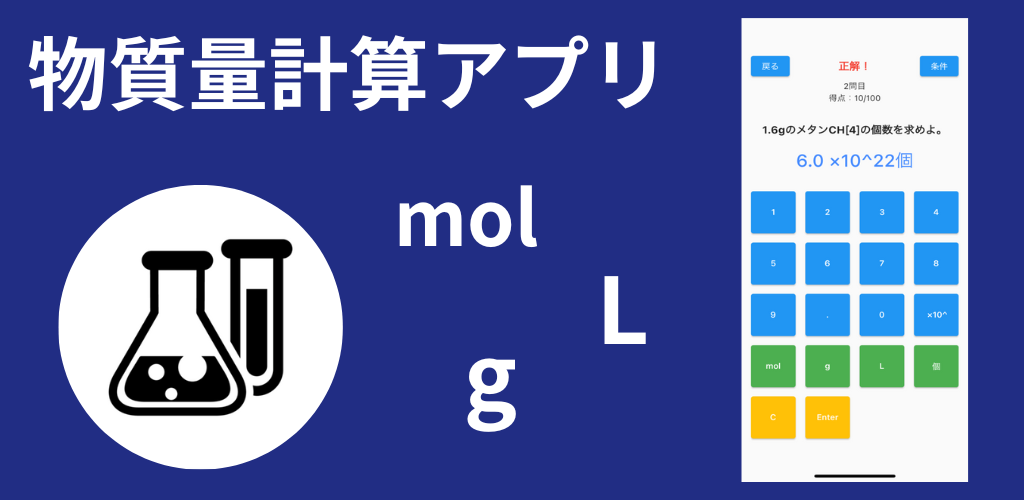 物質量計算アプリ
mol
L
g
戻る
正解！
条件
2問目
得点：10/100
1.6gのメタンCH[4]の個数を求めよ。
6.0 ×10^22個
1 2 3 4
5 6 7 8
9 . 0 ×10^
mol g L 個
C Enter